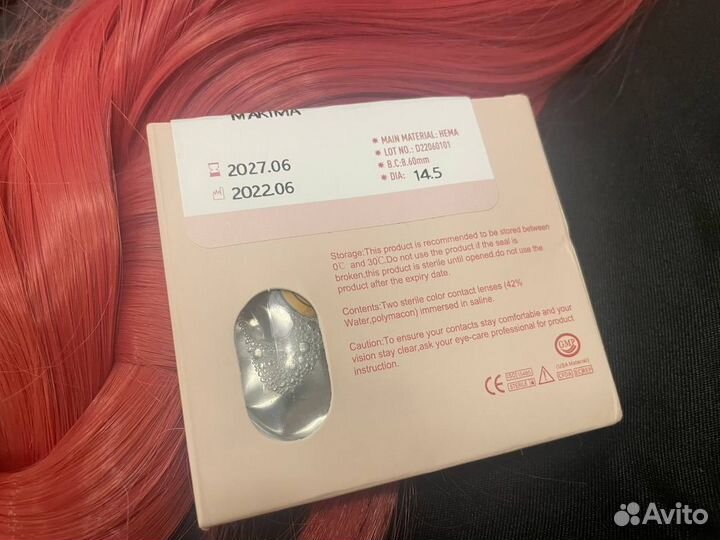 MAKIMA
2027.06
2022.06
* MAIN MATERIAL: HEMA
* LOT NO.: D22060101
* B.C:8.60mm
* DIA: 14.5
Storage:This product is recommended to be stored between
0℃ and 30℃.Do not use the product if the seal is
broken,this product is sterile until opened.do not use the
product after the expiry date.
Contents:Two sterile color contact lenses (42%
Water,polymacon) immersed in saline.
Caution:To ensure your contacts stay comfortable and your
vision stay clear,ask your eye-care professional for product
instruction.
GMP
(USA Material)
CE
STERILE
CFDA
Avito